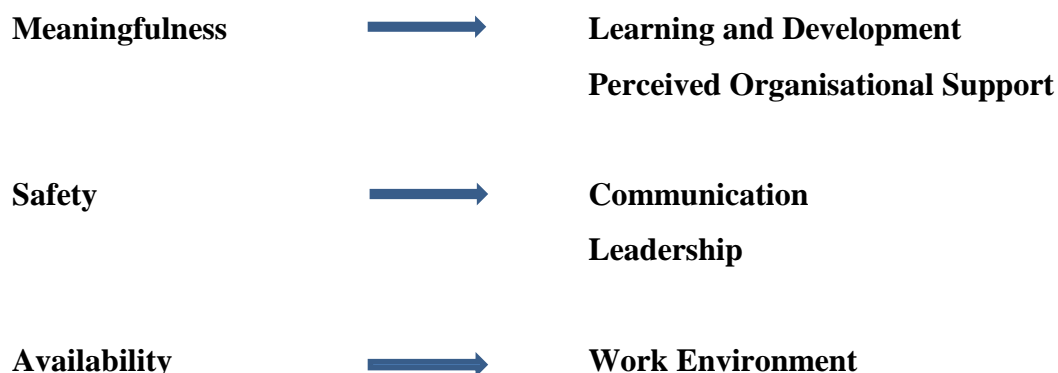 Meaningfulness Learning and Development
Perceived Organisational Support
Safety Communication
Leadership
Availability Work Environment